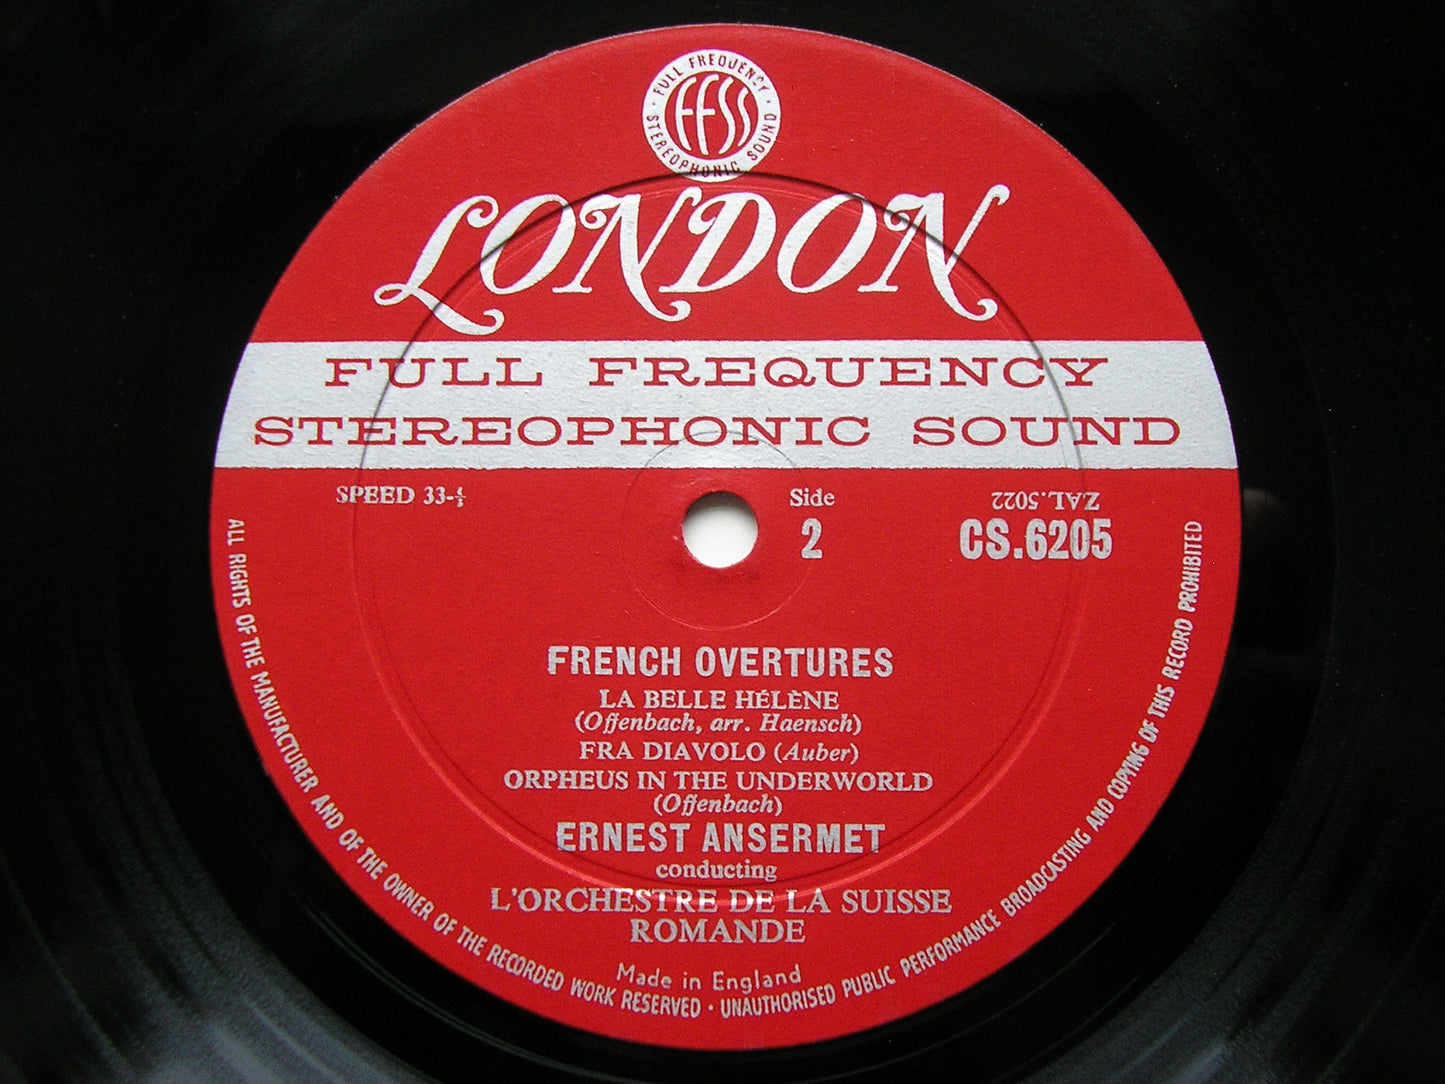 FULL FREQUENCY
FFSS
STEREOPHONIC SOUND
LONDON
FULL FREQUENCY
STEREOPHONIC SOUND
SPEED 33-⅓
Side
2
ZAL.5022
CS.6205
FRENCH OVERTURES
LA BELLE HÉLÈNE
(Offenbach, arr. Haensch)
FRA DIAVOLO (Auber)
ORPHEUS IN THE UNDERWORLD
(Offenbach)
ERNEST ANSERMET
conducting
L'ORCHESTRE DE LA SUISSE
ROMANDE
Made in England
ALL RIGHTS OF THE MANUFACTURER AND OF THE OWNER OF THE RECORDED WORK RESERVED · UNAUTHORISED PUBLIC PERFORMANCE BROADCASTING AND COPYING OF THIS RECORD PROHIBITED